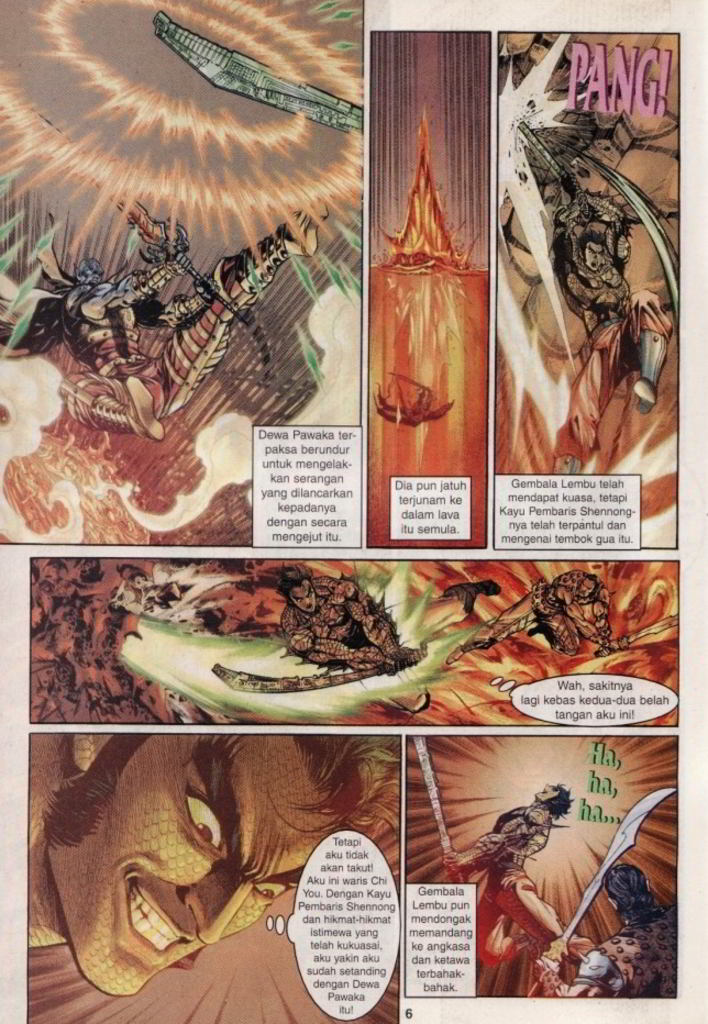 PANG!
Dewa Pawaka ter-
paksa berundur
untuk mengelak-
kan serangan
yang dilancarkan
kepadanya
dengan secara
mengejut itu.
Dia pun jatuh
terjunam ke
dalam lava
itu semula.
Gembala Lembu telah
mendapat kuasa, tetapi
Kayu Pembaris Shennong-
nya telah terpantul dan
mengenai tembok gua itu.
Wah, sakitnya
lagi kebas kedua-dua belah
tangan aku ini!
Tetapi
aku tidak
akan takut!
Aku ini waris Chi
You. Dengan Kayu
Pembaris Shennong
dan hikmat-hikmat
istimewa yang
telah kukuasai,
aku yakin aku
sudah setanding
dengan Dewa
Pawaka
itu!
Ha,
ha,
ha...
Gembala
Lembu pun
mendongak
memandang
ke angkasa
dan ketawa
terbahak-
bahak.
6